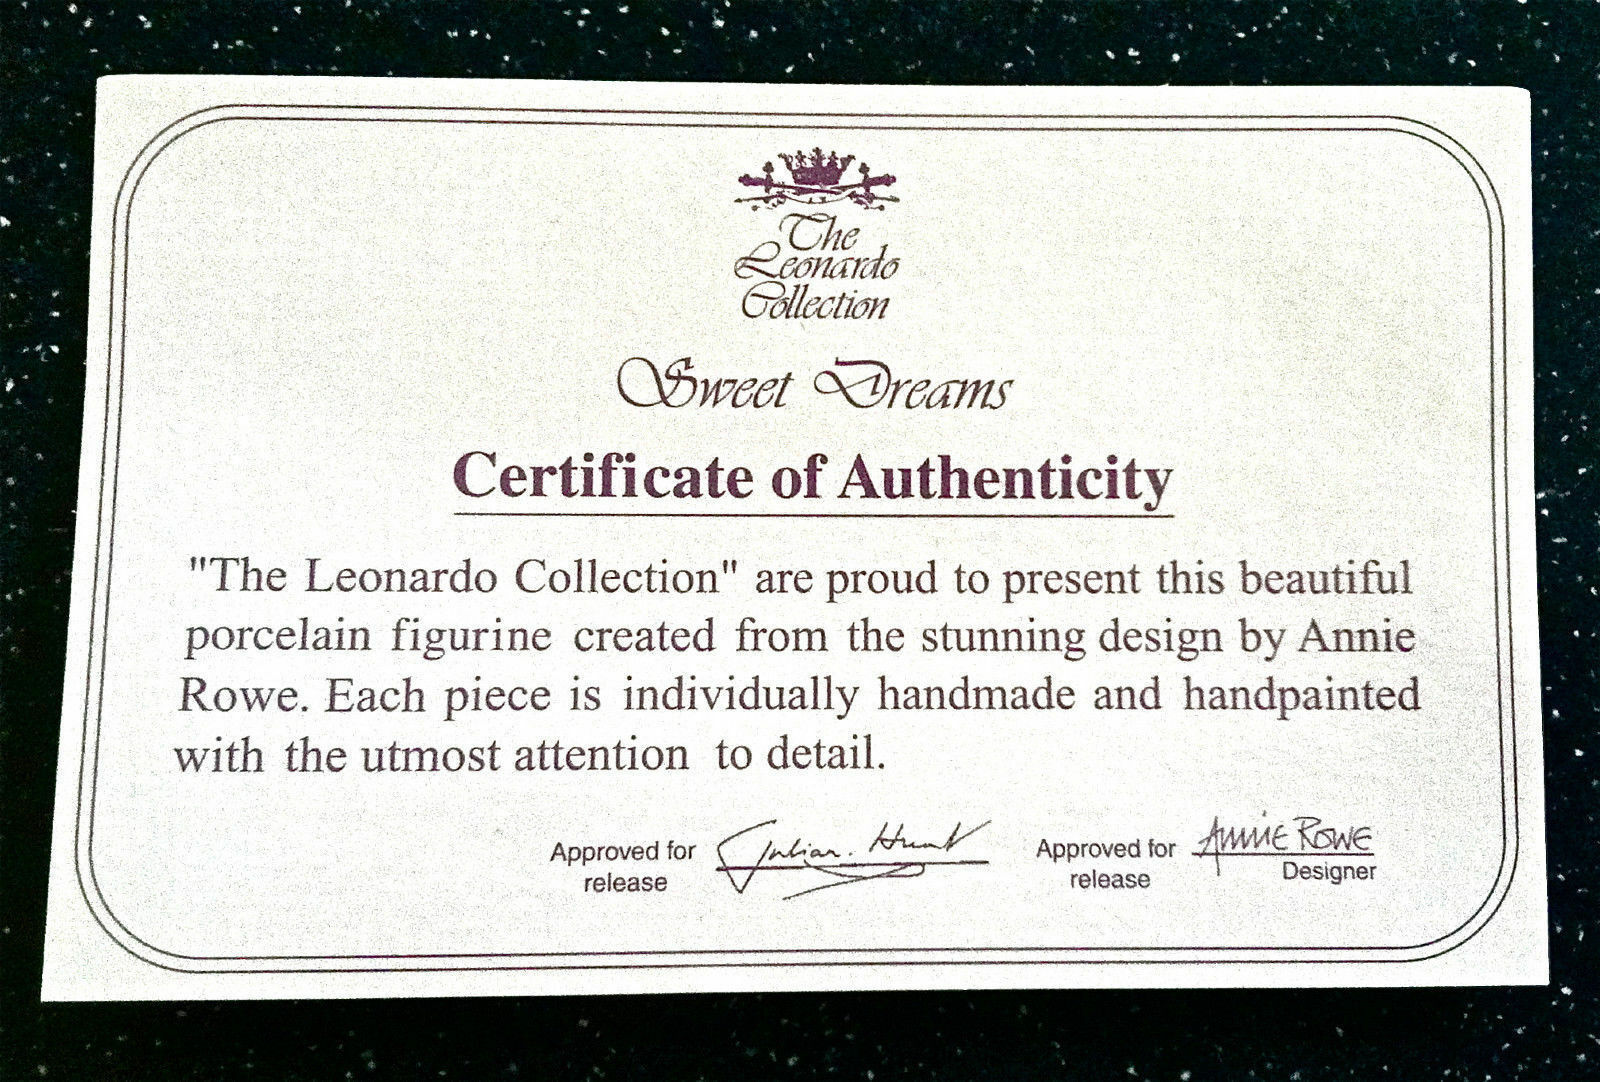 The
Leonardo
Collection
Sweet Dreams
Certificate of Authenticity
"The Leonardo Collection" are proud to present this beautiful
porcelain figurine created from the stunning design by Annie
Rowe. Each piece is individually handmade and handpainted
with the utmost attention to detail.
Approved for release Julian. Hunt
Approved for release ANNIE ROWE
Designer